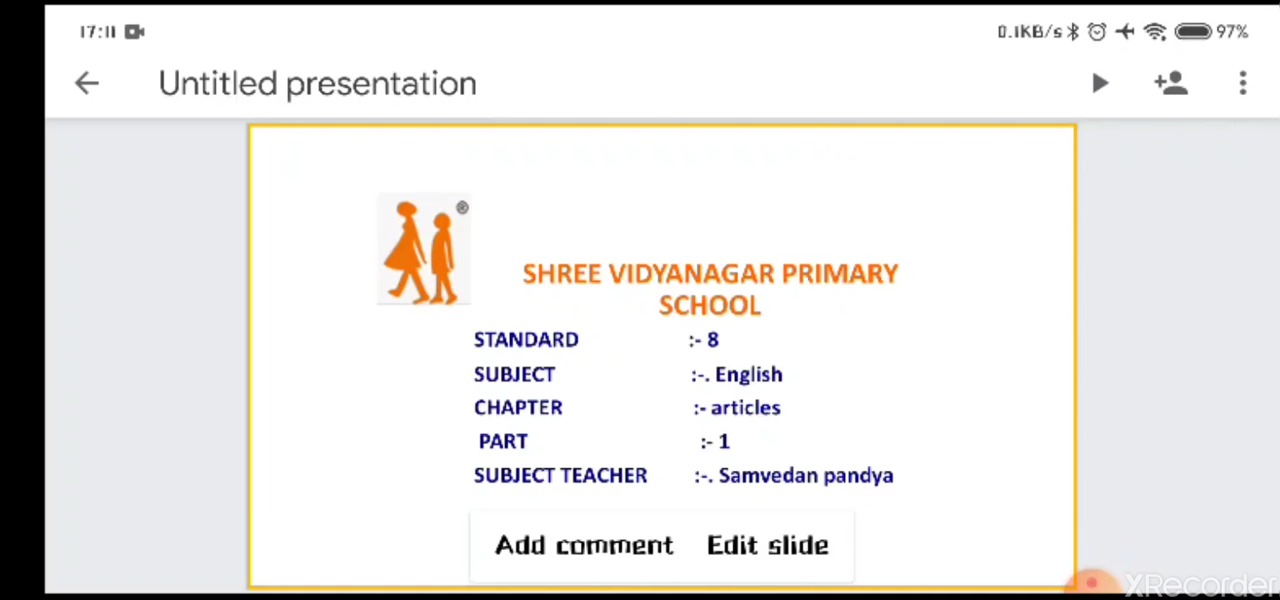 17:11 0.1KB/s 97%
Untitled presentation
®
SHREE VIDYANAGAR PRIMARY
SCHOOL
STANDARD :- 8
SUBJECT :-. English
CHAPTER :- articles
PART :- 1
SUBJECT TEACHER :-. Samvedan pandya
Add comment Edit slide
XRecorder